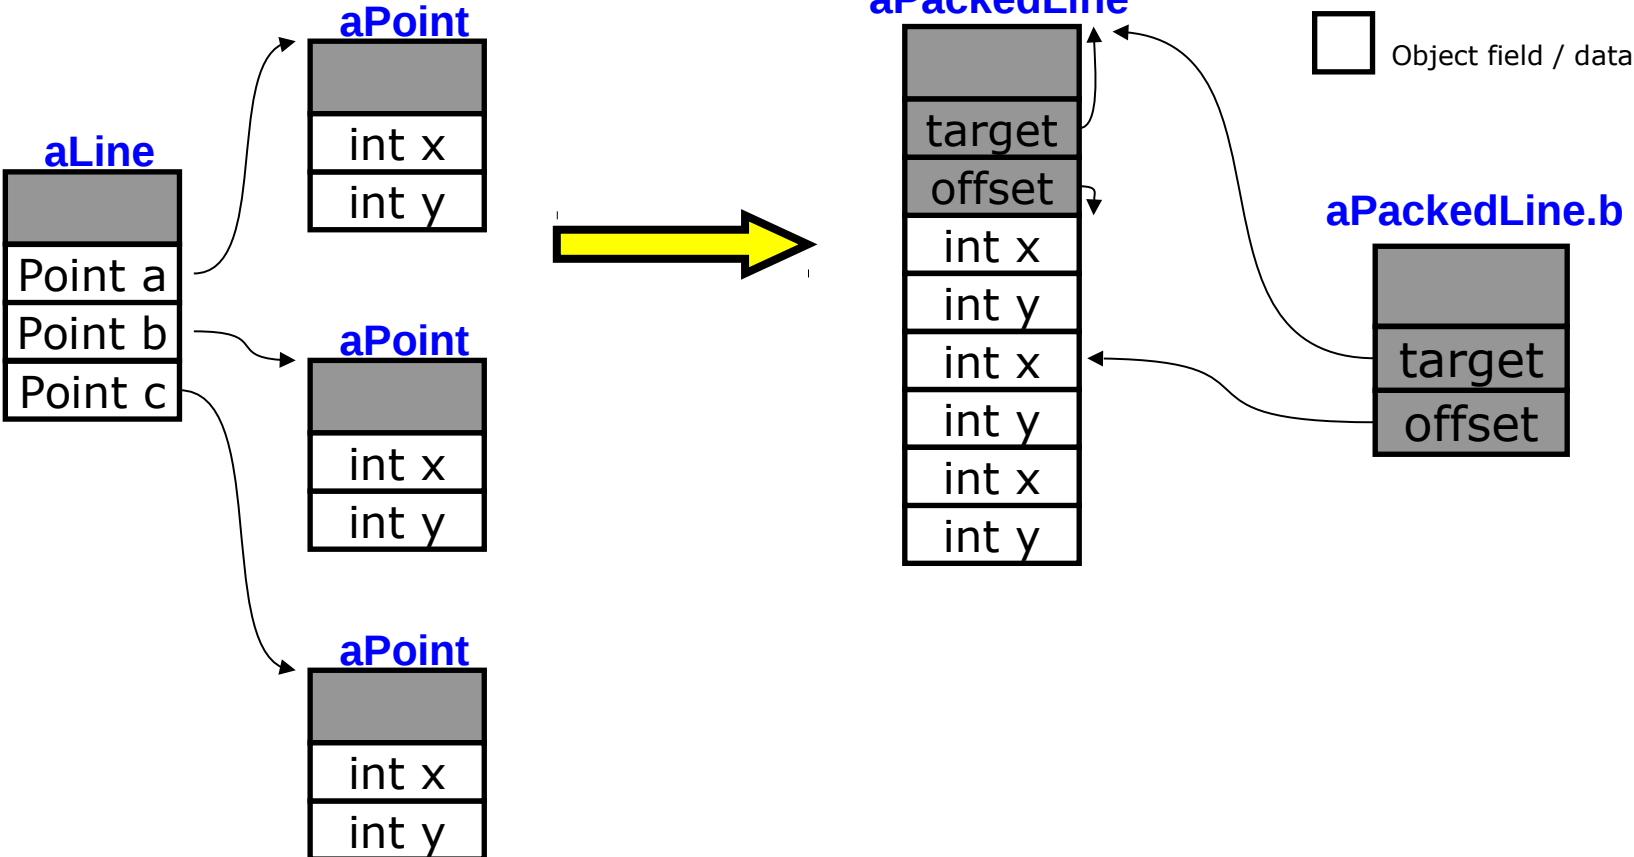 aLine
Point a
Point b
Point c
aPoint
int x
int y
aPoint
int x
int y
aPoint
int x
int y
aPackedLine
target
offset
int x
int y
int x
int y
int x
int y
Object field / data
aPackedLine.b
target
offset